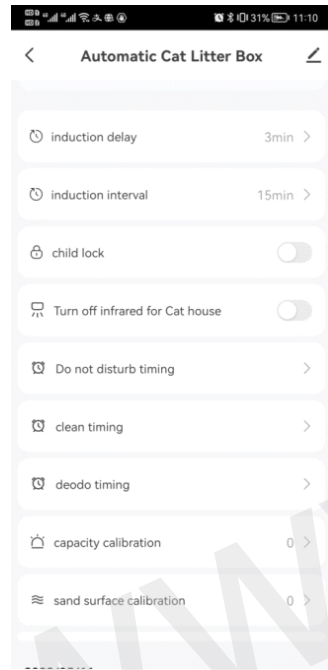 31% 11:10
Automatic Cat Litter Box
induction delay 3min
induction interval 15min
child lock
Turn off infrared for Cat house
Do not disturb timing
clean timing
deodo timing
capacity calibration 0
sand surface calibration 0